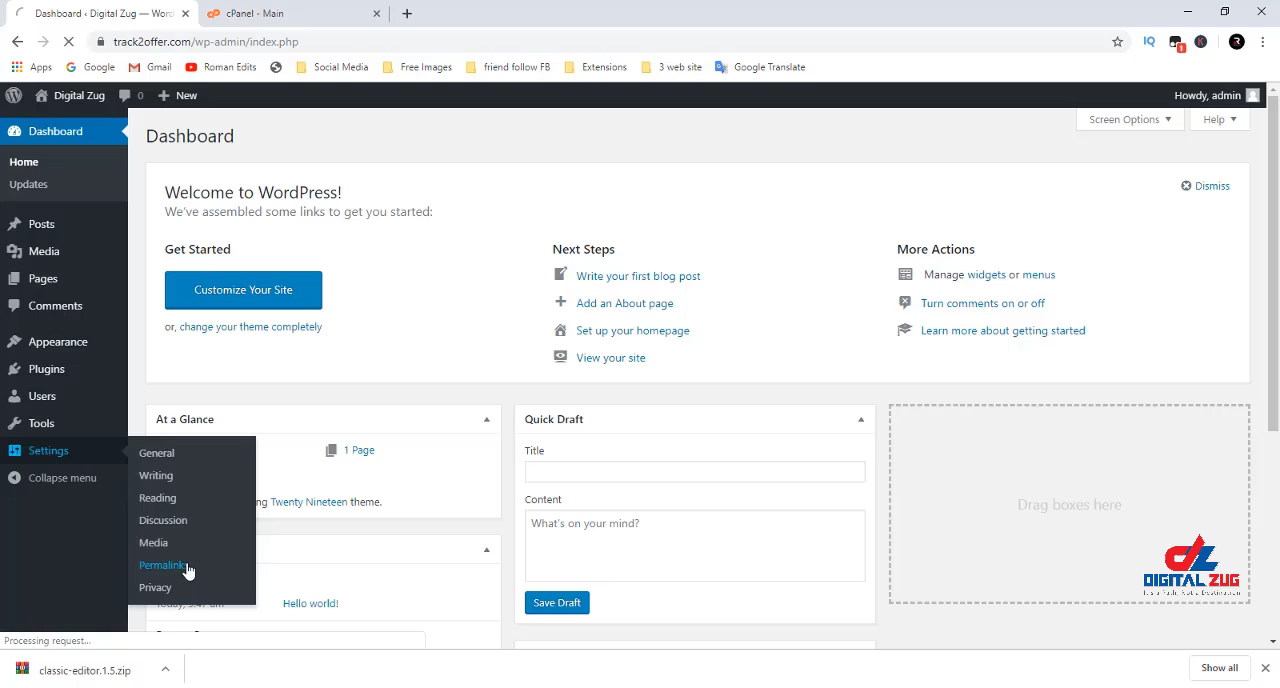 Dashboard ‹ Digital Zug — Word
cPanel - Main
track2offer.com/wp-admin/index.php
IQ
1
K
R
Apps
Google
Gmail
Roman Edits
Social Media
Free Images
friend follow FB
Extensions
3 web site
Google Translate
Digital Zug
0
New
Howdy, admin
Dashboard
Home
Updates
Posts
Media
Pages
Comments
Appearance
Plugins
Users
Tools
Settings
Collapse menu
General
Writing
Reading
Discussion
Media
Permalinks
Privacy
Dashboard
Screen Options
Help
Welcome to WordPress!
We've assembled some links to get you started:
Dismiss
Get Started
Customize Your Site
or, change your theme completely
Next Steps
Write your first blog post
Add an About page
Set up your homepage
View your site
More Actions
Manage widgets or menus
Turn comments on or off
Learn more about getting started
At a Glance
1 Page
ng Twenty Nineteen theme.
Hello world!
Quick Draft
Title
Content
What's on your mind?
Save Draft
Drag boxes here
DIGITAL ZUG
It's a Path, Not a Destination
Processing request...
classic-editor.1.5.zip
Show all